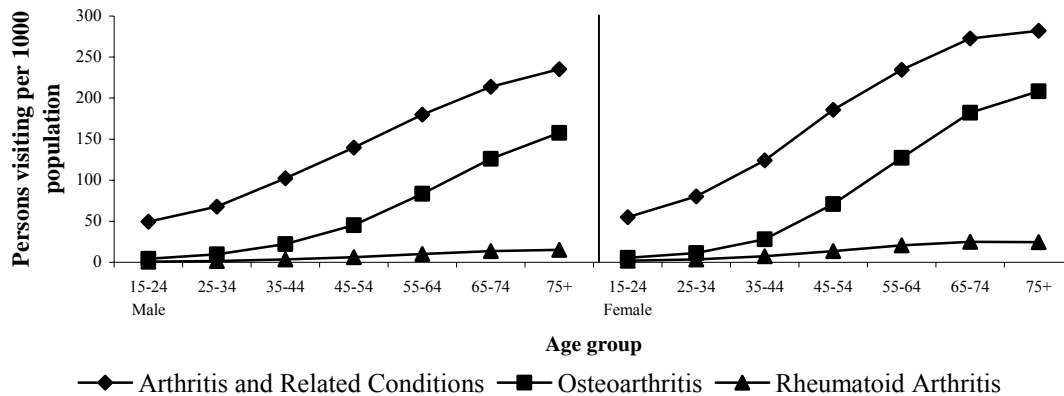 Persons visiting per 1000
population
300
250
200
150
100
50
0
15-24 25-34 35-44 45-54 55-64 65-74 75+ 15-24 25-34 35-44 45-54 55-64 65-74 75+
Male Female
Age group
Arthritis and Related Conditions Osteoarthritis Rheumatoid Arthritis